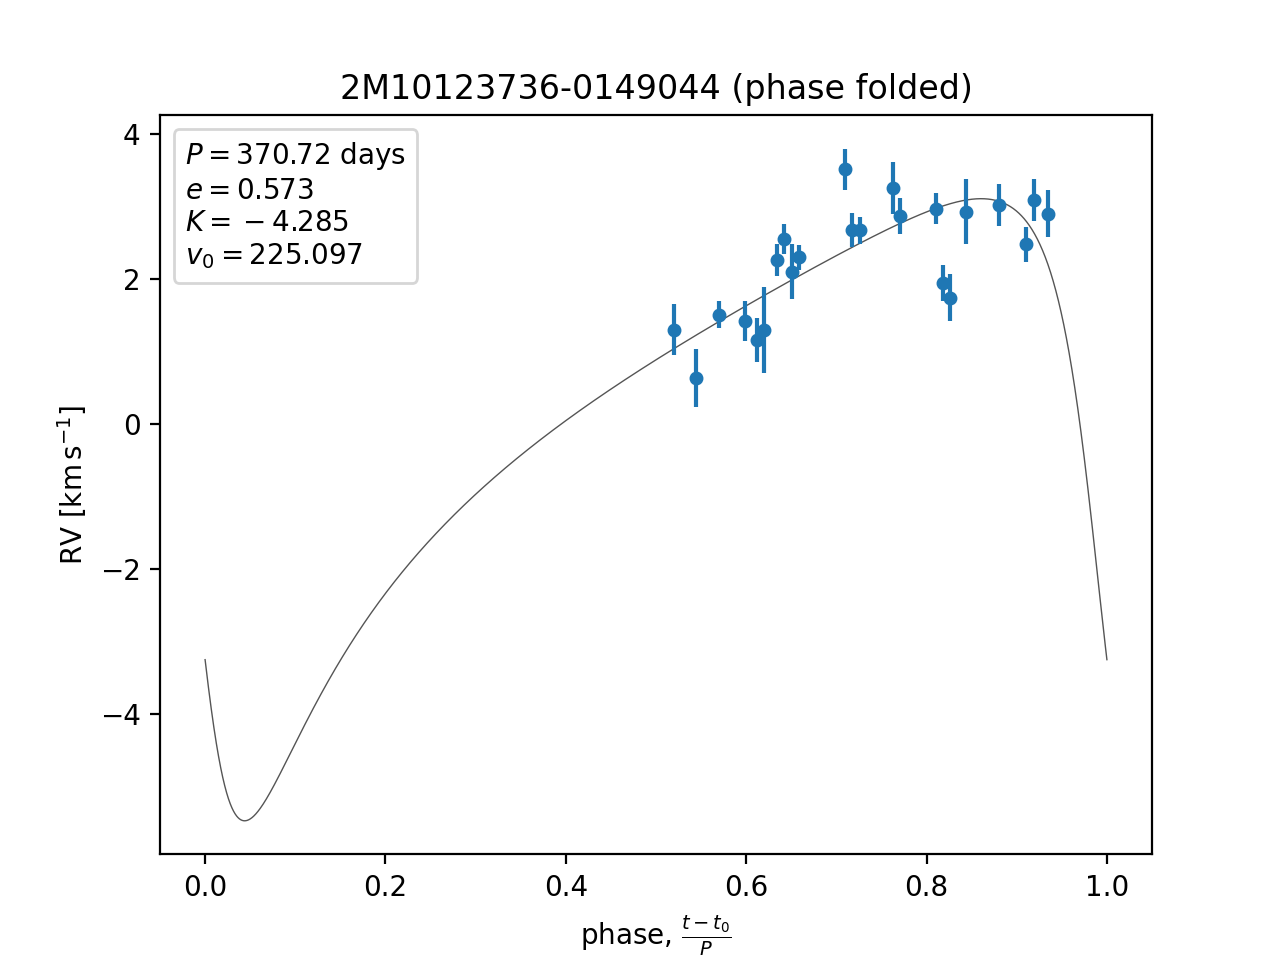 2M10123736-0149044 (phase folded)
P = 370.72 days
e = 0.573
K = −4.285
v₀ = 225.097
RV [km s⁻¹]
4
2
0
−2
−4
0.0 0.2 0.4 0.6 0.8 1.0
phase, (t − t₀)/P